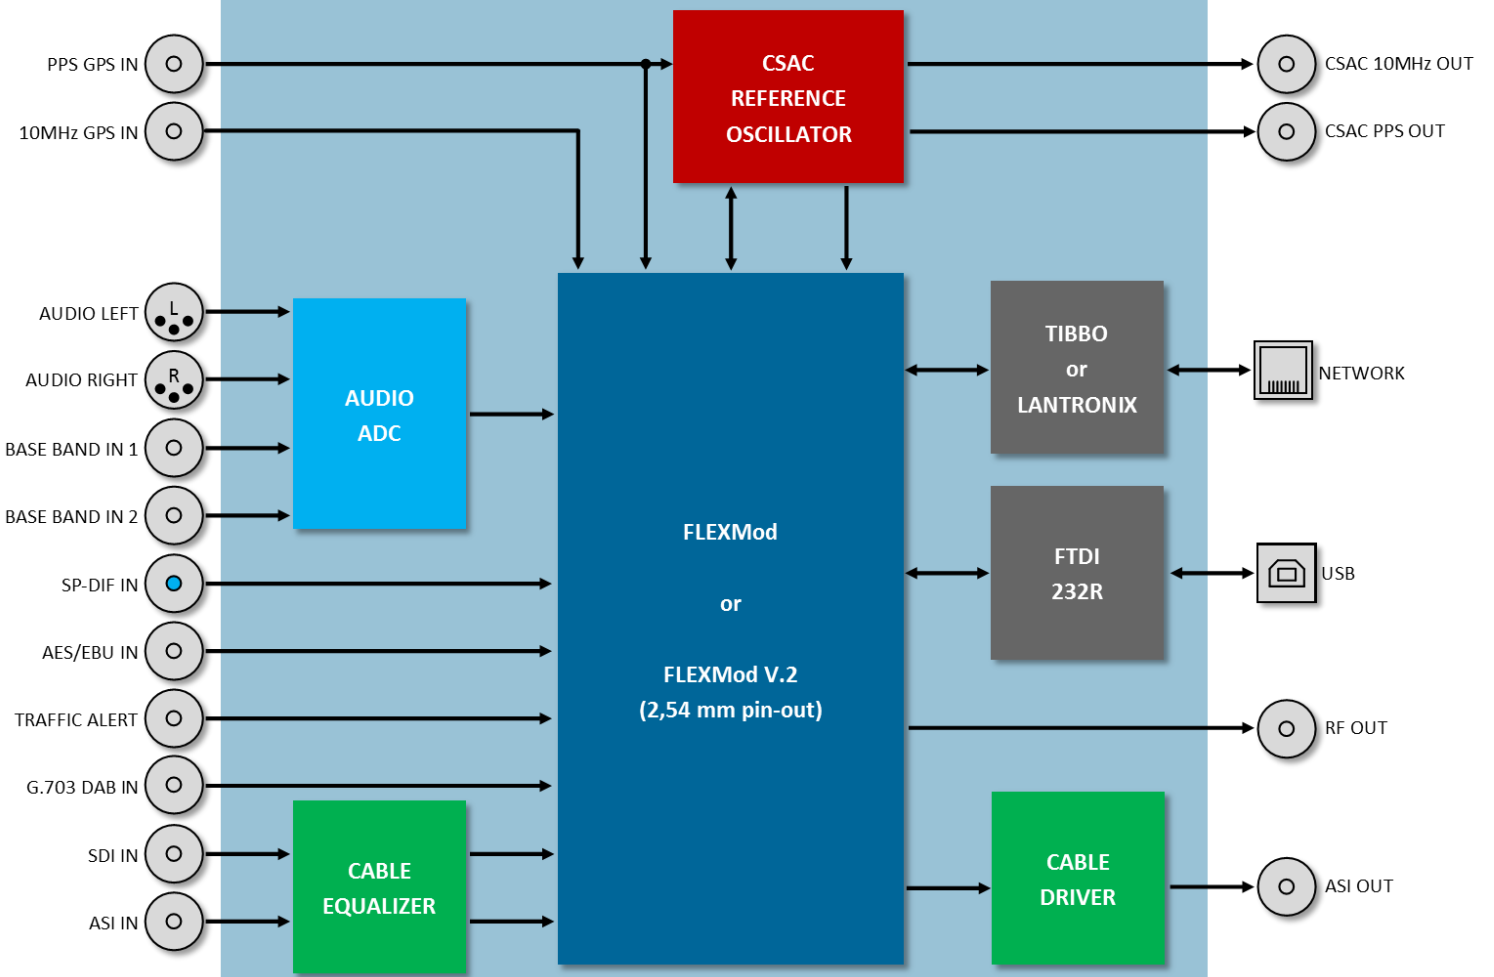 PPS GPS IN
10MHz GPS IN
CSAC
REFERENCE
OSCILLATOR
CSAC 10MHz OUT
CSAC PPS OUT
AUDIO LEFT
L
AUDIO RIGHT
R
BASE BAND IN 1
BASE BAND IN 2
AUDIO
ADC
SP-DIF IN
AES/EBU IN
TRAFFIC ALERT
G.703 DAB IN
SDI IN
ASI IN
CABLE
EQUALIZER
FLEXMod
or
FLEXMod V.2
(2,54 mm pin-out)
TIBBO
or
LANTRONIX
NETWORK
FTDI
232R
USB
RF OUT
CABLE
DRIVER
ASI OUT